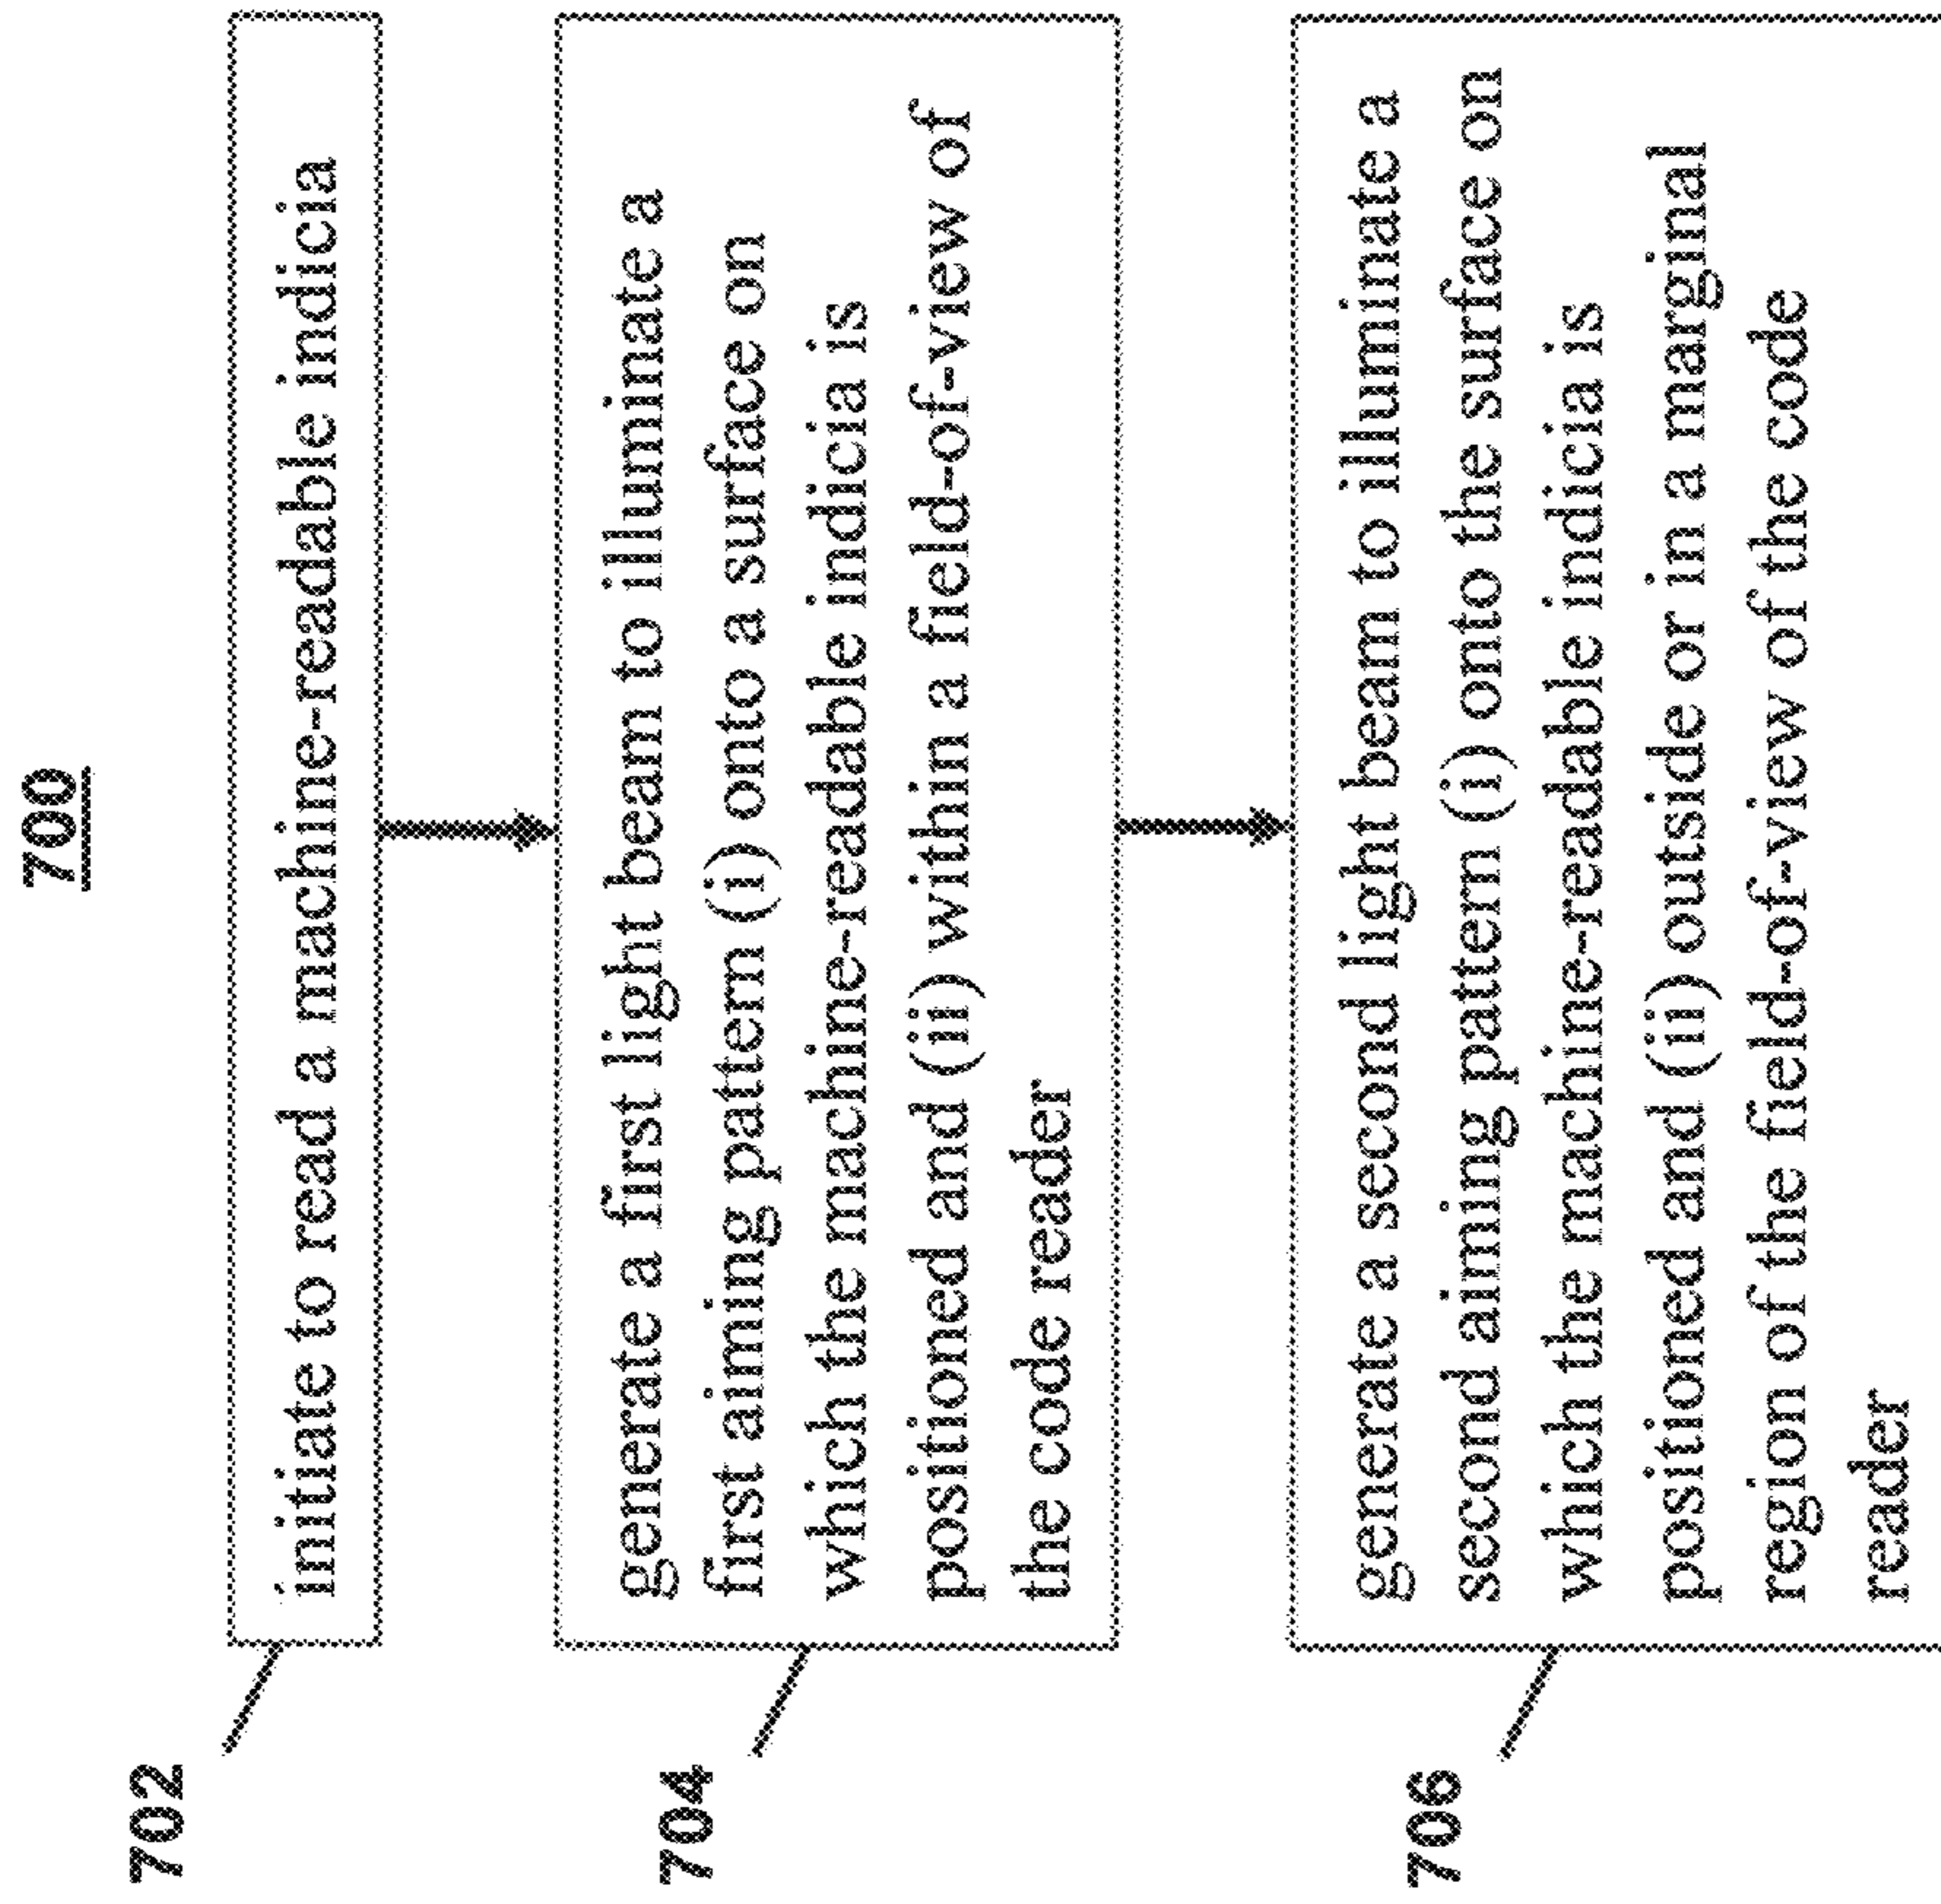 700
702
initiate to read a machine-readable indicia
704
generate a first light beam to illuminate a
first aiming pattern (i) onto a surface on
which the machine-readable indicia is
positioned and (ii) within a field-of-view of
the code reader
706
generate a second light beam to illuminate a
second aiming pattern (i) onto the surface on
which the machine-readable indicia is
positioned and (ii) outside or in a marginal
region of the field-of-view of the code
reader